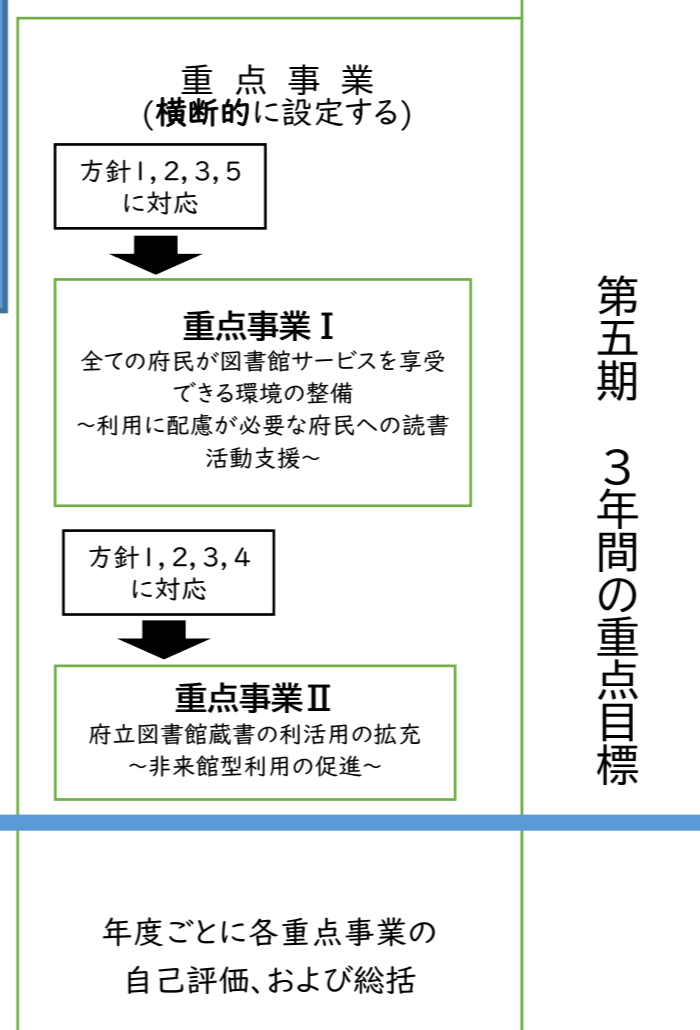 重点事業
(横断的に設定する)
方針1,2,3,5
に対応
重点事業Ⅰ
全ての府民が図書館サービスを享受
できる環境の整備
～利用に配慮が必要な府民への読書
活動支援～
方針1,2,3,4
に対応
重点事業Ⅱ
府立図書館蔵書の利活用の拡充
～非来館型利用の促進～
第五期　３年間の重点目標
年度ごとに各重点事業の
自己評価、および総括